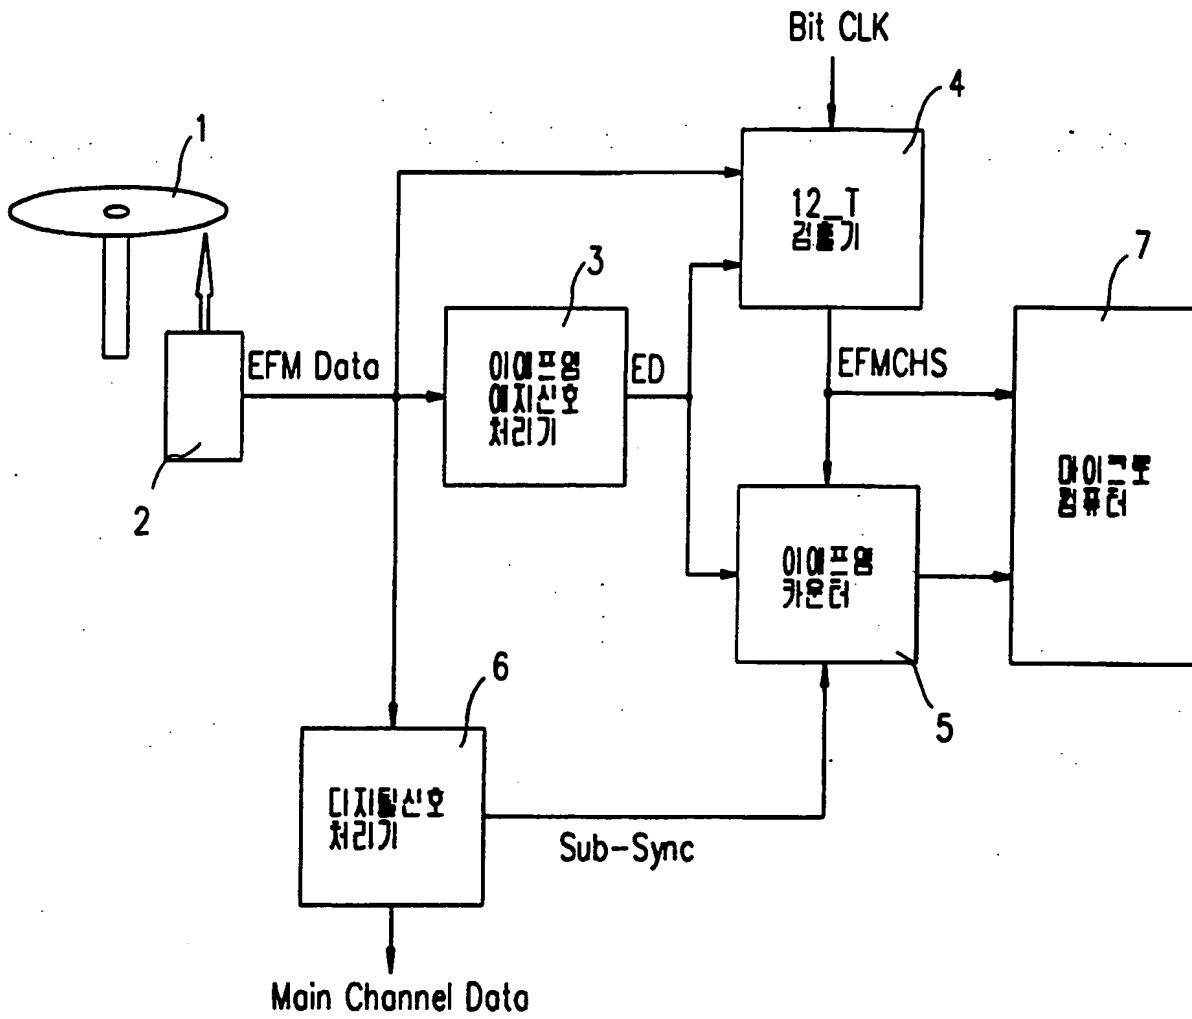 Bit CLK
4
1
12_T
검출기
3
7
EFM Data
이에프엠
에지신호
처리기
ED
EFMCHS
2
마이크로
컴퓨터
이에프엠
카운터
6
5
디지털신호
처리기
Sub-Sync
Main Channel Data